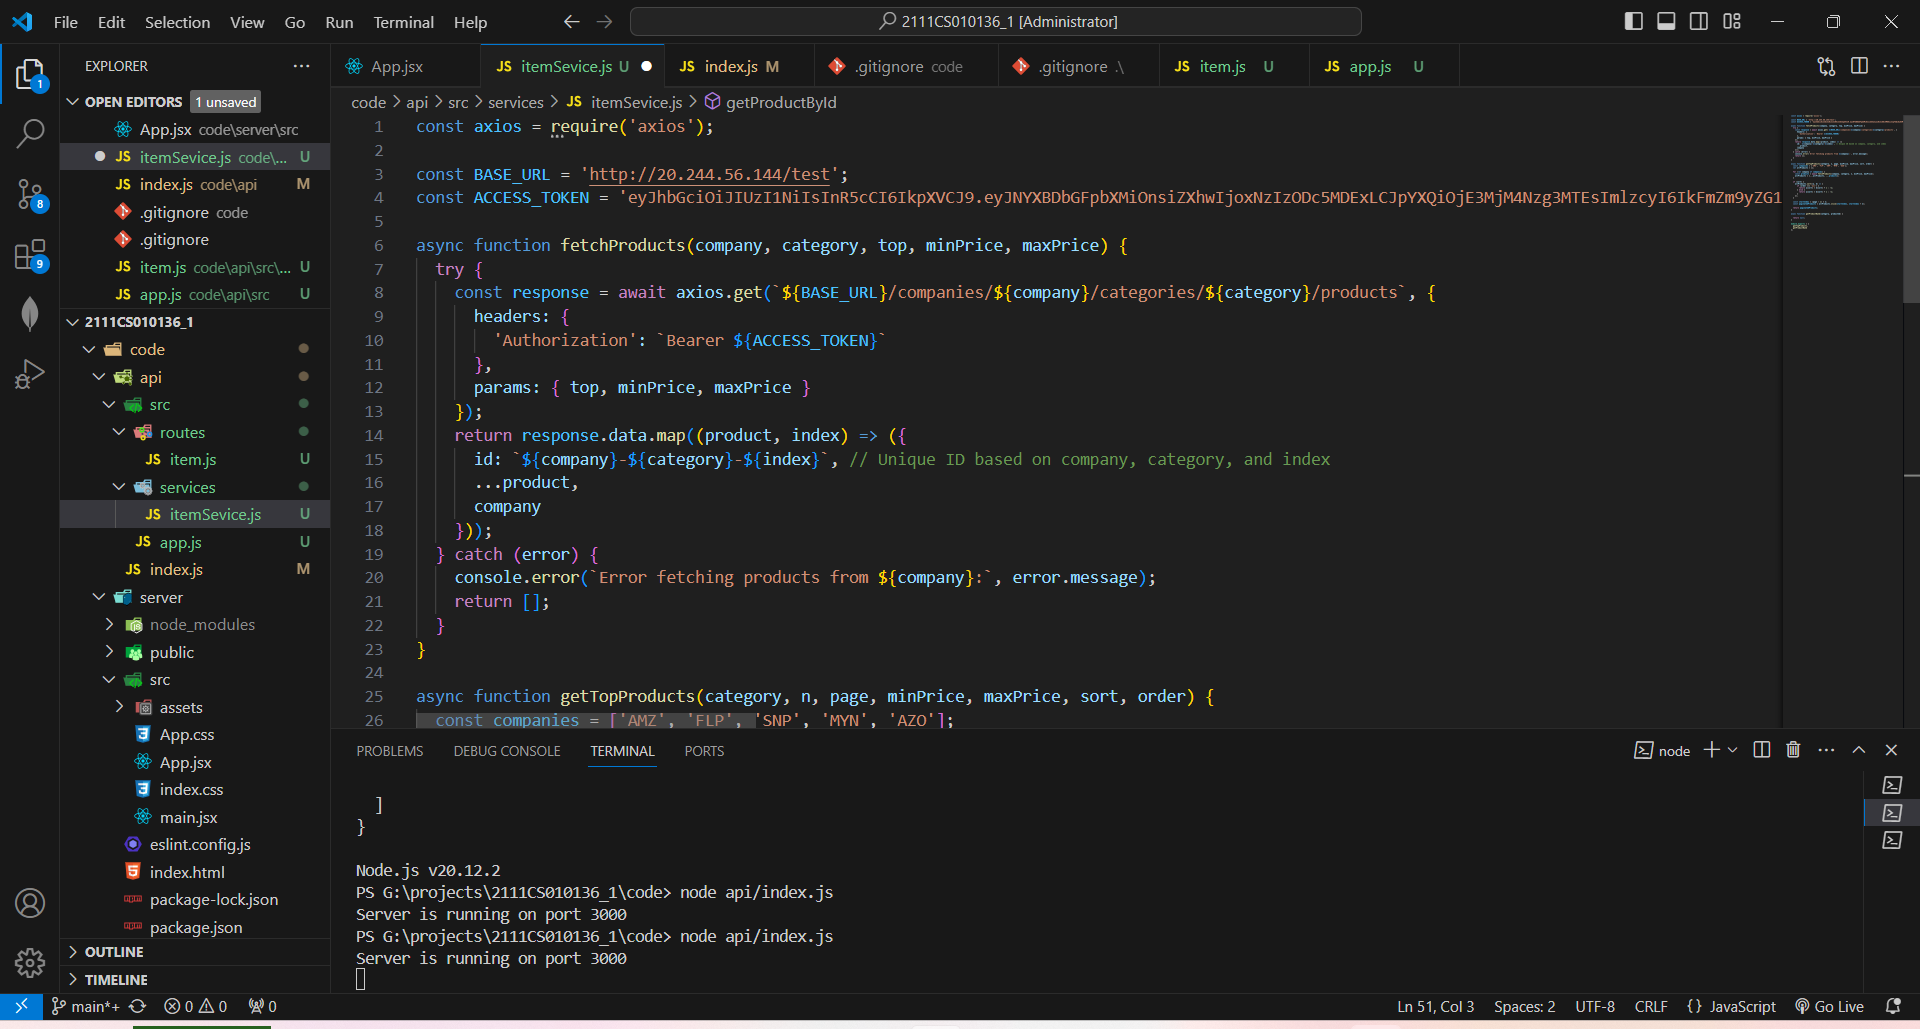 File Edit Selection View Go Run Terminal Help
2111CS010136_1 [Administrator]
EXPLORER
App.jsx
JS itemSevice.js U
JS index.js M
.gitignore code
.gitignore .\
JS item.js U
JS app.js U
OPEN EDITORS 1 unsaved
App.jsx code\server\src
JS itemSevice.js code\... U
JS index.js code\api M
.gitignore code
.gitignore
JS item.js code\api\src\... U
JS app.js code\api\src U
2111CS010136_1
code
api
src
routes
JS item.js U
services
JS itemSevice.js U
JS app.js U
JS index.js M
server
node_modules
public
src
assets
App.css
App.jsx
index.css
main.jsx
eslint.config.js
index.html
package-lock.json
package.json
OUTLINE
TIMELINE
1
8
9
code > api > src > services > JS itemSevice.js > getProductById
1 const axios = require('axios');
2
3 const BASE_URL = 'http://20.244.56.144/test';
4 const ACCESS_TOKEN = 'eyJhbGciOiJIUzI1NiIsInR5cCI6IkpXVCJ9.eyJNYXBDbGFpbXMiOnsiZXhwIjoxNzIzODc5MDExLCJpYXQiOjE3MjM4Nzg3MTEsImlzcyI6IkFmZm9yZG1
5
6 async function fetchProducts(company, category, top, minPrice, maxPrice) {
7 try {
8 const response = await axios.get(`${BASE_URL}/companies/${company}/categories/${category}/products`, {
9 headers: {
10 'Authorization': `Bearer ${ACCESS_TOKEN}`
11 },
12 params: { top, minPrice, maxPrice }
13 });
14 return response.data.map((product, index) => ({
15 id: `${company}-${category}-${index}`, // Unique ID based on company, category, and index
16 ...product,
17 company
18 }));
19 } catch (error) {
20 console.error(`Error fetching products from ${company}:`, error.message);
21 return [];
22 }
23 }
24
25 async function getTopProducts(category, n, page, minPrice, maxPrice, sort, order) {
26 const companies = ['AMZ', 'FLP', 'SNP', 'MYN', 'AZO'];
PROBLEMS DEBUG CONSOLE TERMINAL PORTS
node
]
}
Node.js v20.12.2
PS G:\projects\2111CS010136_1\code> node api/index.js
Server is running on port 3000
PS G:\projects\2111CS010136_1\code> node api/index.js
Server is running on port 3000
main*+ 0 0 0
Ln 51, Col 3 Spaces: 2 UTF-8 CRLF {} JavaScript Go Live